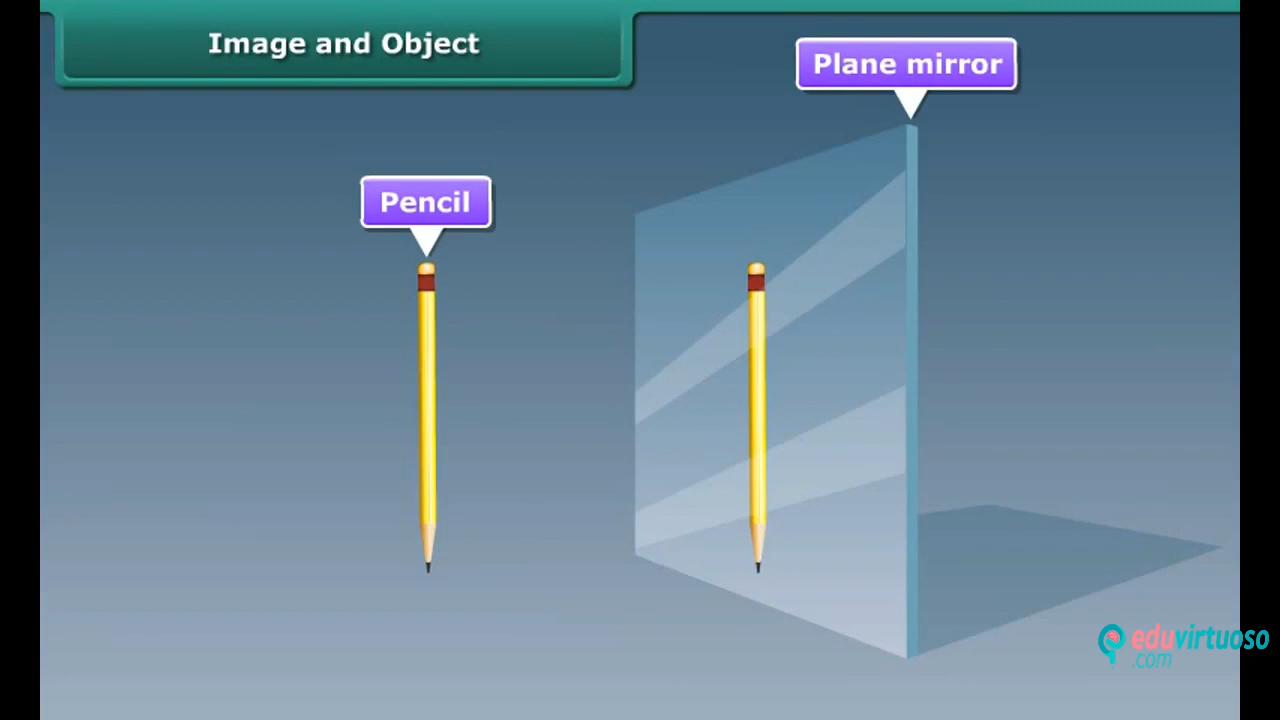 Image and Object
Plane mirror
Pencil
eduvirtuoso
.com